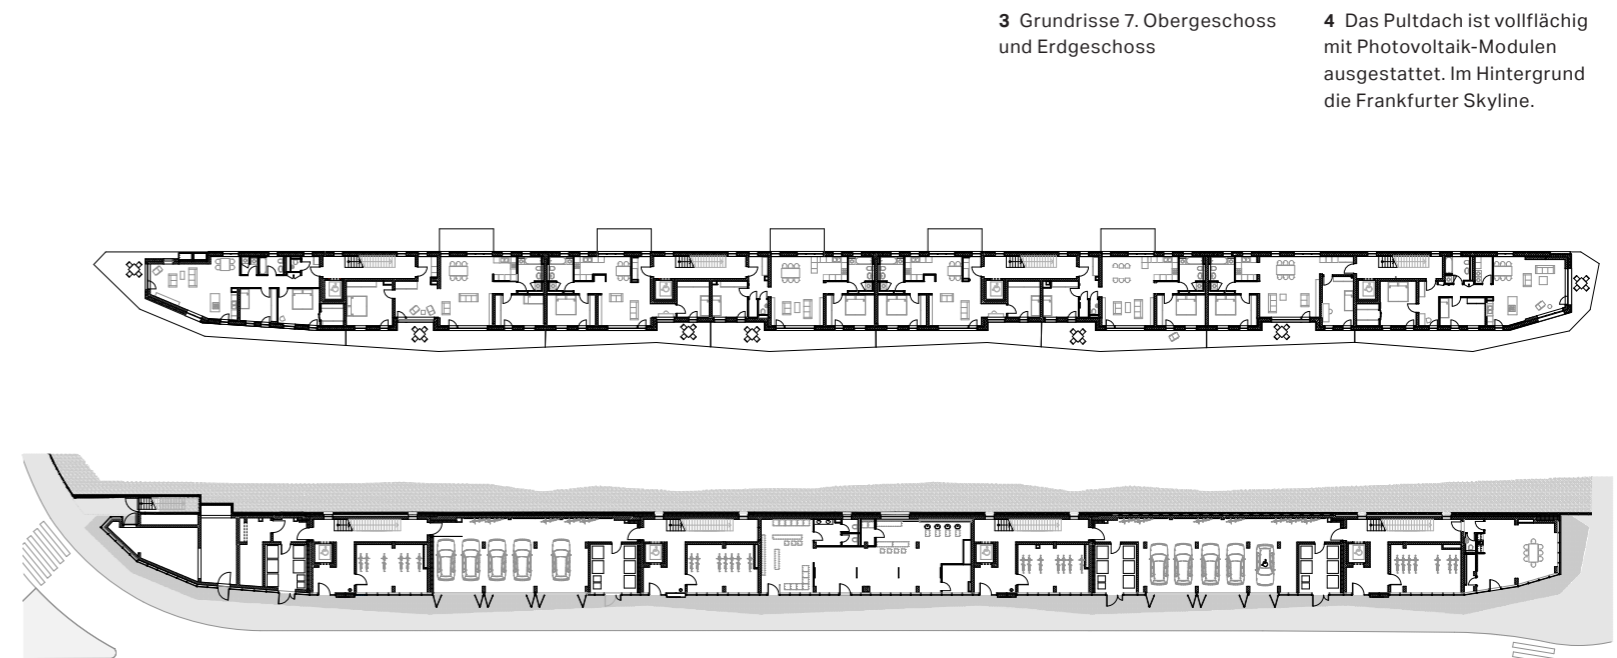 3 Grundrisse 7. Obergeschoss
und Erdgeschoss
4 Das Pultdach ist vollflächig
mit Photovoltaik-Modulen
ausgestattet. Im Hintergrund
die Frankfurter Skyline.